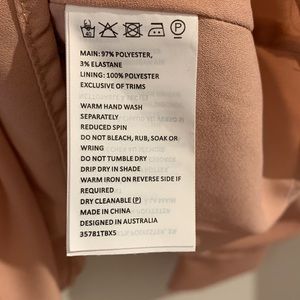 MAIN: 97% POLYESTER,
3% ELASTANE
LINING: 100% POLYESTER
EXCLUSIVE OF TRIMS
WARM HAND WASH
SEPARATELY
REDUCED SPIN
DO NOT BLEACH, RUB, SOAK OR
WRING
DO NOT TUMBLE DRY
DRIP DRY IN SHADE
WARM IRON ON REVERSE SIDE IF
REQUIRED
DRY CLEANABLE (P)
MADE IN CHINA
DESIGNED IN AUSTRALIA
35781TBX5